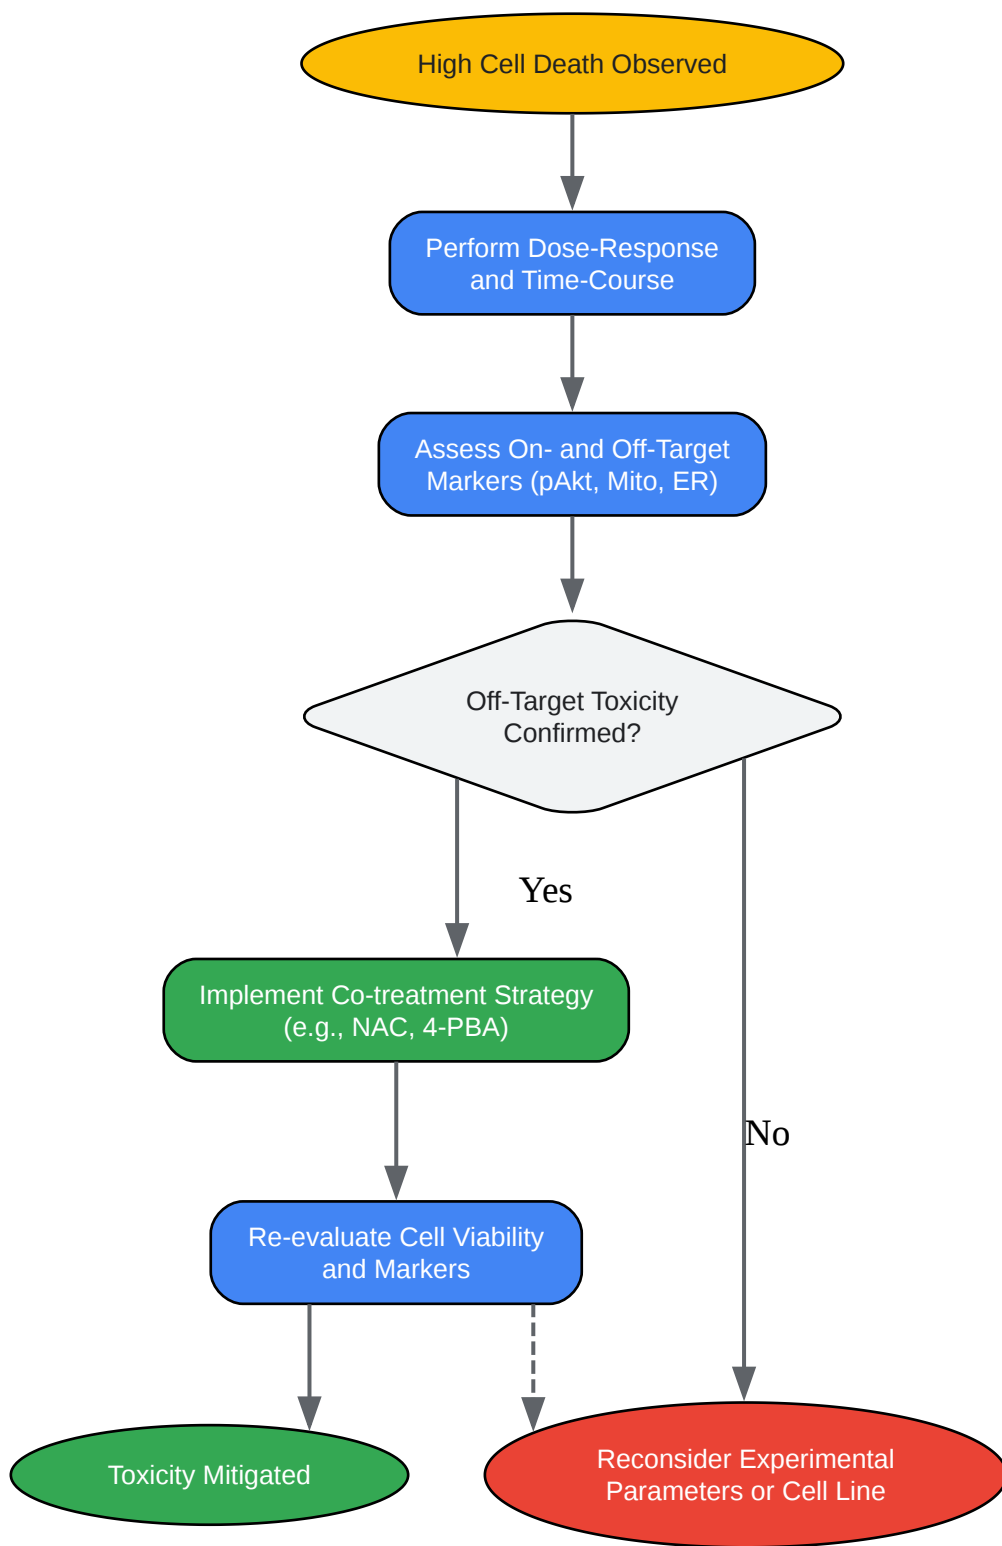 High Cell Death Observed
Perform Dose-Response
and Time-Course
Assess On- and Off-Target
Markers (pAkt, Mito, ER)
Off-Target Toxicity
Confirmed?
Yes
Implement Co-treatment Strategy
(e.g., NAC, 4-PBA)
No
Re-evaluate Cell Viability
and Markers
Toxicity Mitigated
Reconsider Experimental
Parameters or Cell Line